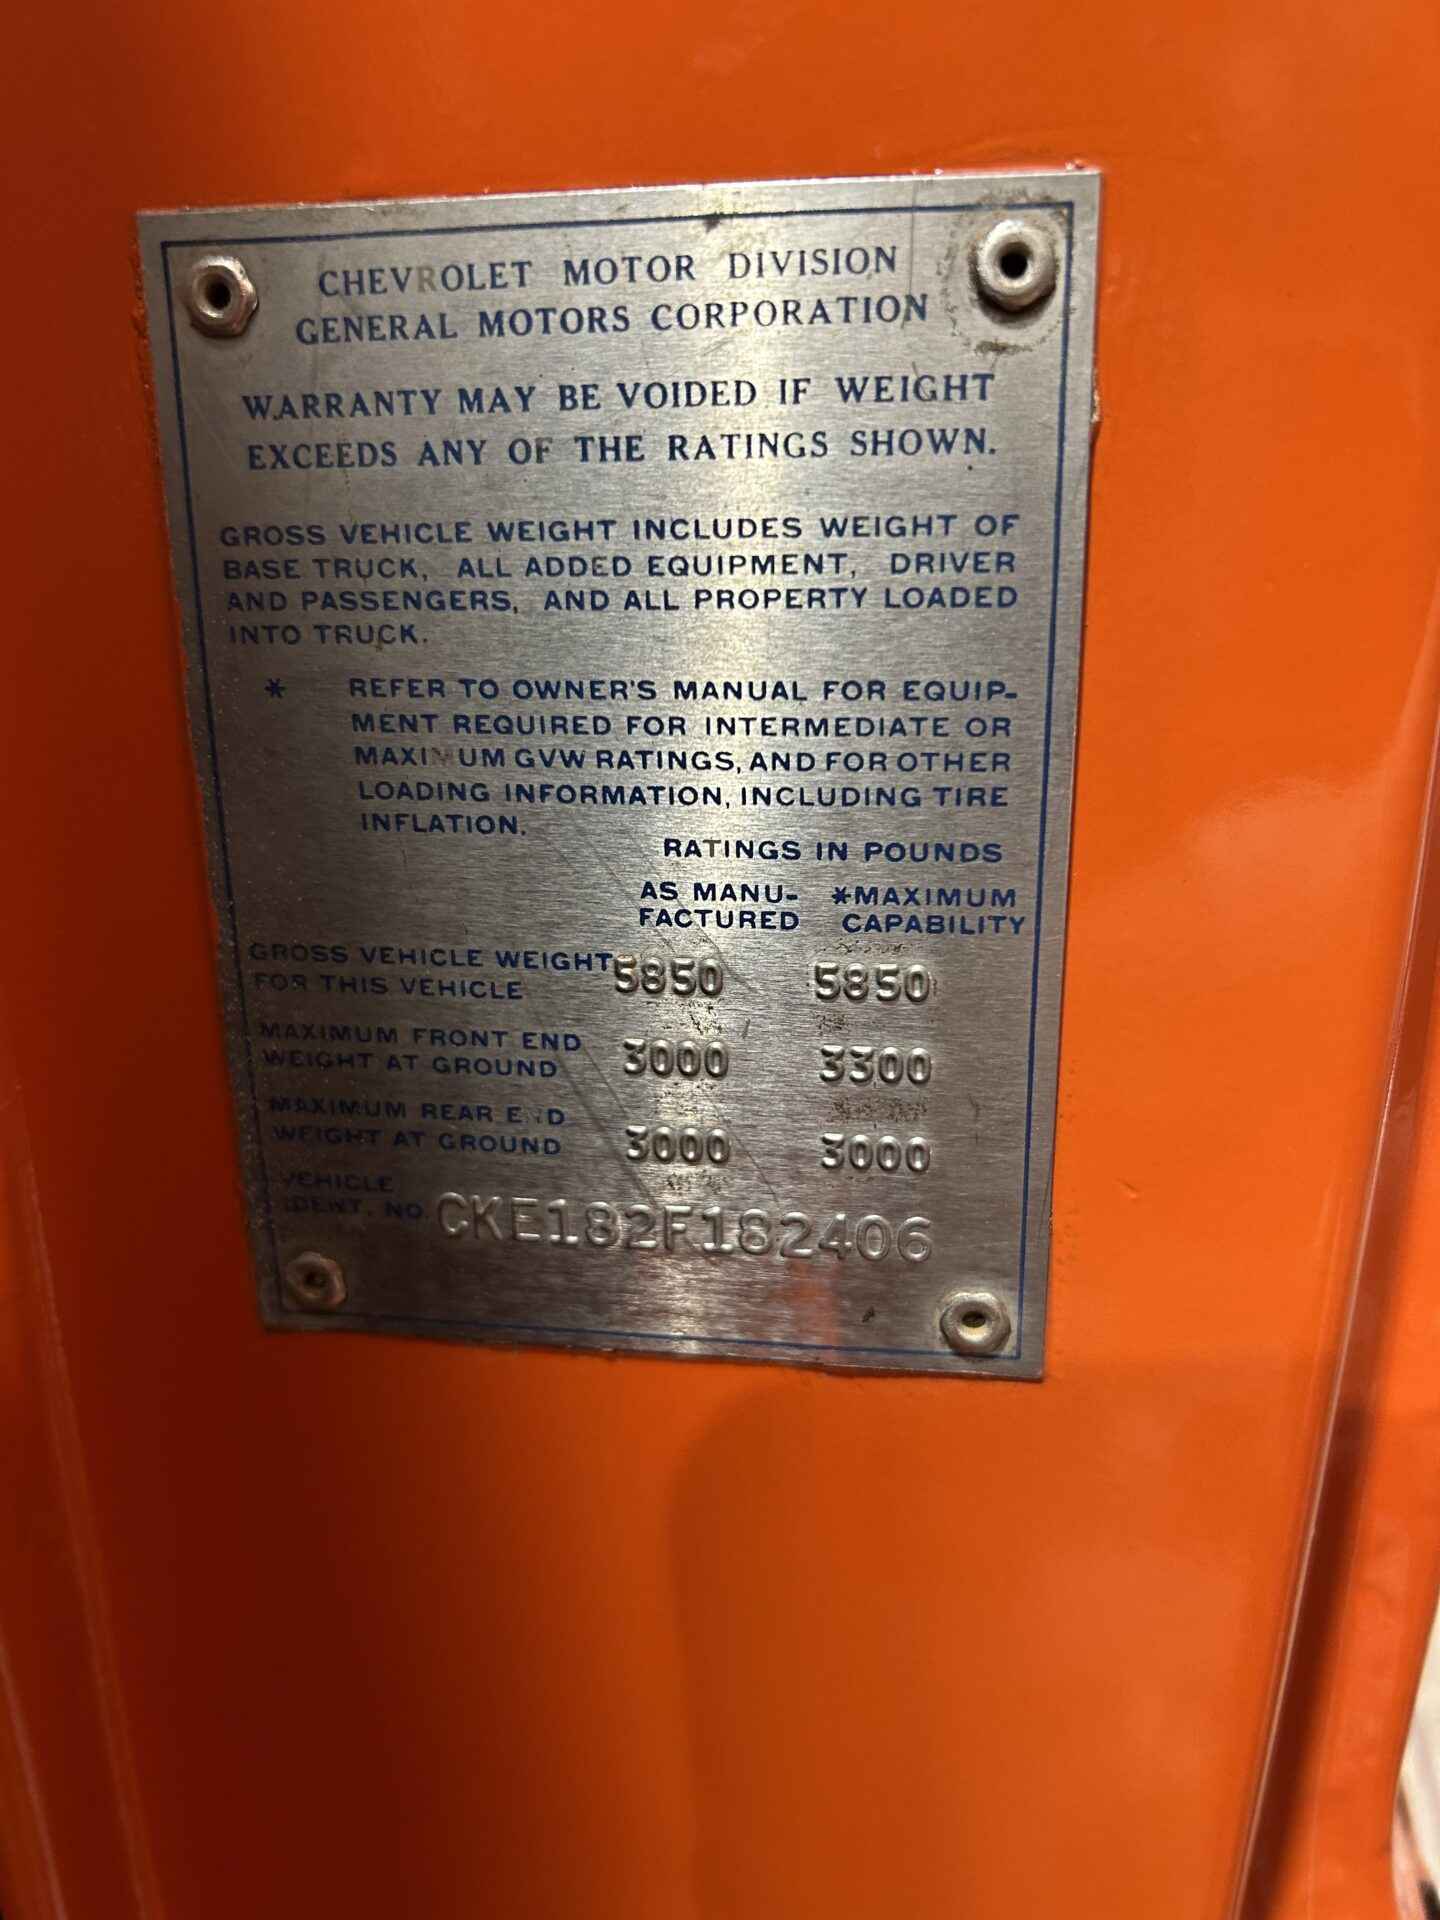 CHEVROLET MOTOR DIVISION
GENERAL MOTORS CORPORATION
WARRANTY MAY BE VOIDED IF WEIGHT
EXCEEDS ANY OF THE RATINGS SHOWN.
GROSS VEHICLE WEIGHT INCLUDES WEIGHT OF
BASE TRUCK, ALL ADDED EQUIPMENT, DRIVER
AND PASSENGERS, AND ALL PROPERTY LOADED
INTO TRUCK.
* REFER TO OWNER'S MANUAL FOR EQUIP-
MENT REQUIRED FOR INTERMEDIATE OR
MAXIMUM GVW RATINGS, AND FOR OTHER
LOADING INFORMATION, INCLUDING TIRE
INFLATION.
RATINGS IN POUNDS
AS MANU- *MAXIMUM
FACTURED CAPABILITY
GROSS VEHICLE WEIGHT 5850 5850
FOR THIS VEHICLE
MAXIMUM FRONT END 3000 3300
WEIGHT AT GROUND
MAXIMUM REAR END 3000 3000
WEIGHT AT GROUND
VEHICLE
IDENT. NO. CKE182F182406